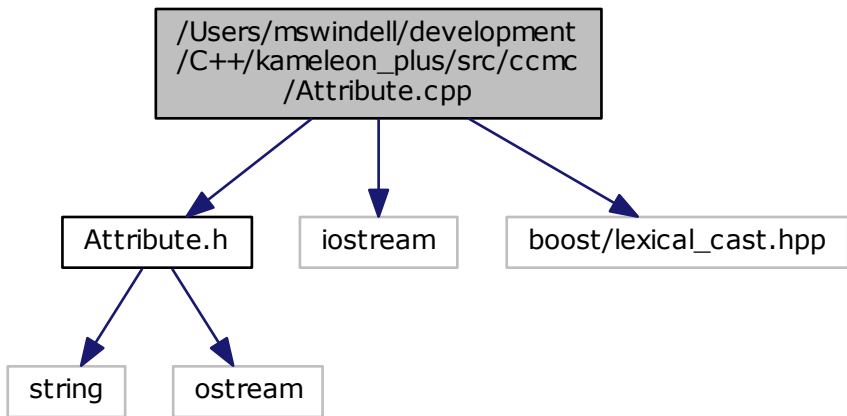 /Users/mswindell/development
/C++/kameleon_plus/src/ccmc
/Attribute.cpp
Attribute.h
iostream
boost/lexical_cast.hpp
string
ostream